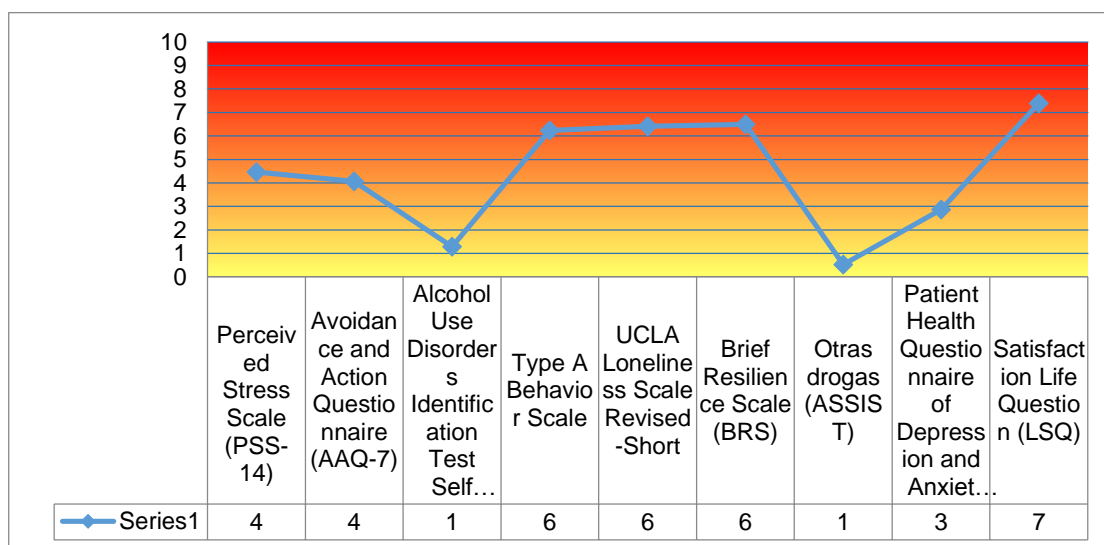 10
9
8
7
6
5
4
3
2
1
0
Perceiv
ed
Stress
Scale
(PSS-
14)
Avoidan
ce and
Action
Questio
nnaire
(AAQ-7)
Alcohol
Use
Disorder
s
Identific
ation
Test
Self...
Type A
Behavio
r Scale
UCLA
Loneline
ss Scale
Revised
-Short
Brief
Resilien
ce Scale
(BRS)
Otras
drogas
(ASSIS
T)
Patient
Health
Questio
nnaire
of
Depress
ion and
Anxiet...
Satisfact
ion Life
Questio
n (LSQ)
Series1 4 4 1 6 6 6 1 3 7